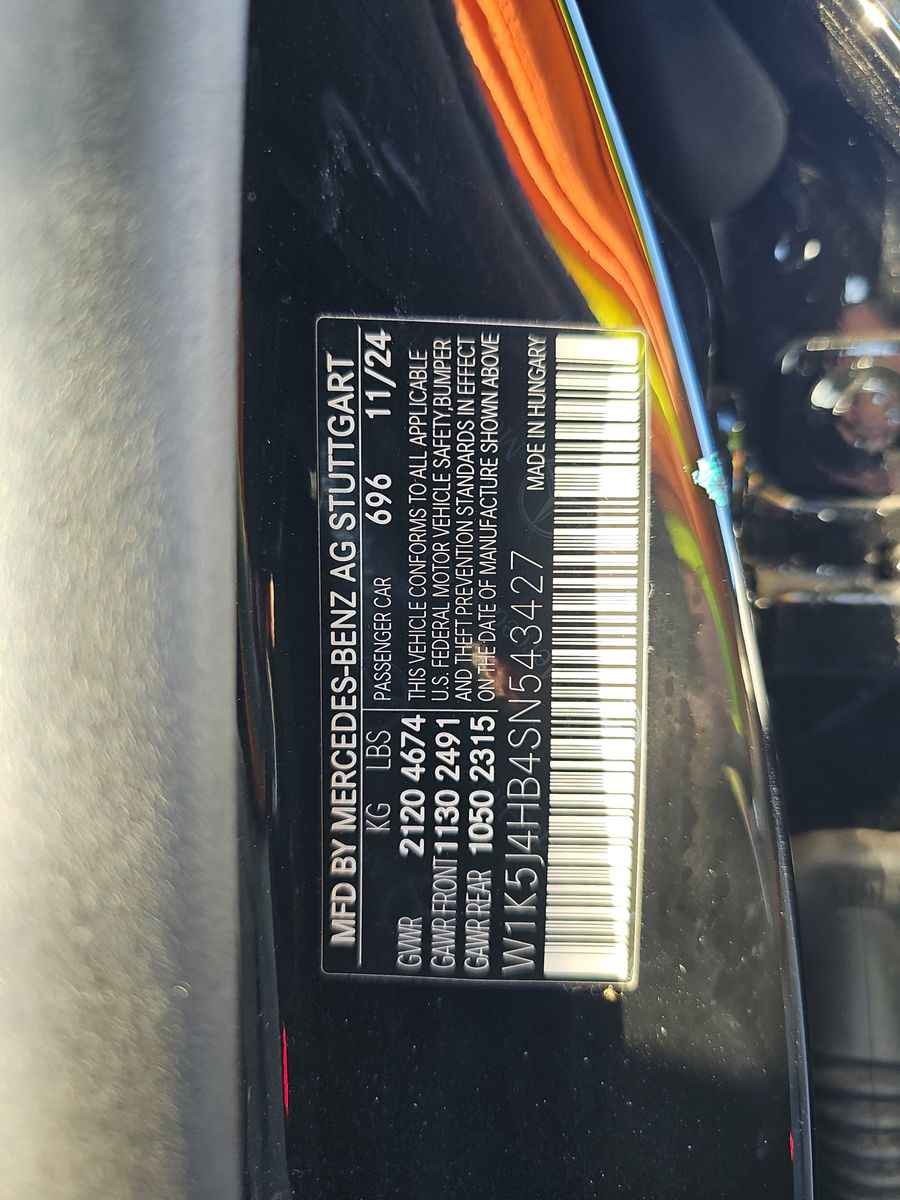 MFD BY MERCEDES-BENZ AG STUTTGART
KG LBS PASSENGER CAR 696 11/24
GVWR 2120 4674
GAWR FRONT 1130 2491
GAWR REAR 1050 2315
THIS VEHICLE CONFORMS TO ALL APPLICABLE
U.S. FEDERAL MOTOR VEHICLE SAFETY, BUMPER
AND THEFT PREVENTION STANDARDS IN EFFECT
ON THE DATE OF MANUFACTURE SHOWN ABOVE
W1K5J4HB4SN543427 MADE IN HUNGARY